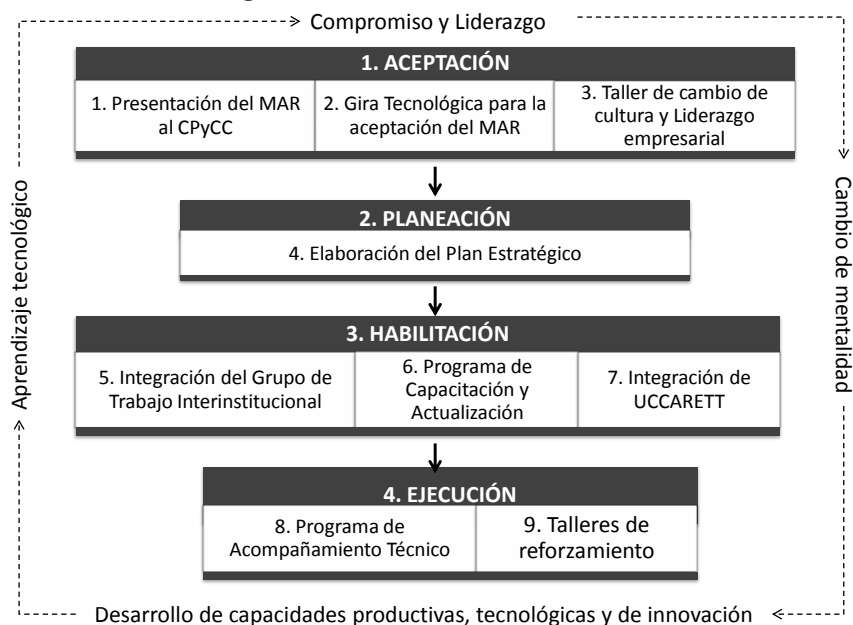 Compromiso y Liderazgo
1. ACEPTACIÓN
1. Presentación del MAR
al CPyCC
2. Gira Tecnológica para la
aceptación del MAR
3. Taller de cambio de
cultura y Liderazgo
empresarial
2. PLANEACIÓN
4. Elaboración del Plan Estratégico
3. HABILITACIÓN
5. Integración del Grupo de
Trabajo Interinstitucional
6. Programa de
Capacitación y
Actualización
7. Integración de
UCCARETT
4. EJECUCIÓN
8. Programa de
Acompañamiento Técnico
9. Talleres de
reforzamiento
Aprendizaje tecnológico
Cambio de mentalidad
Desarrollo de capacidades productivas, tecnológicas y de innovación